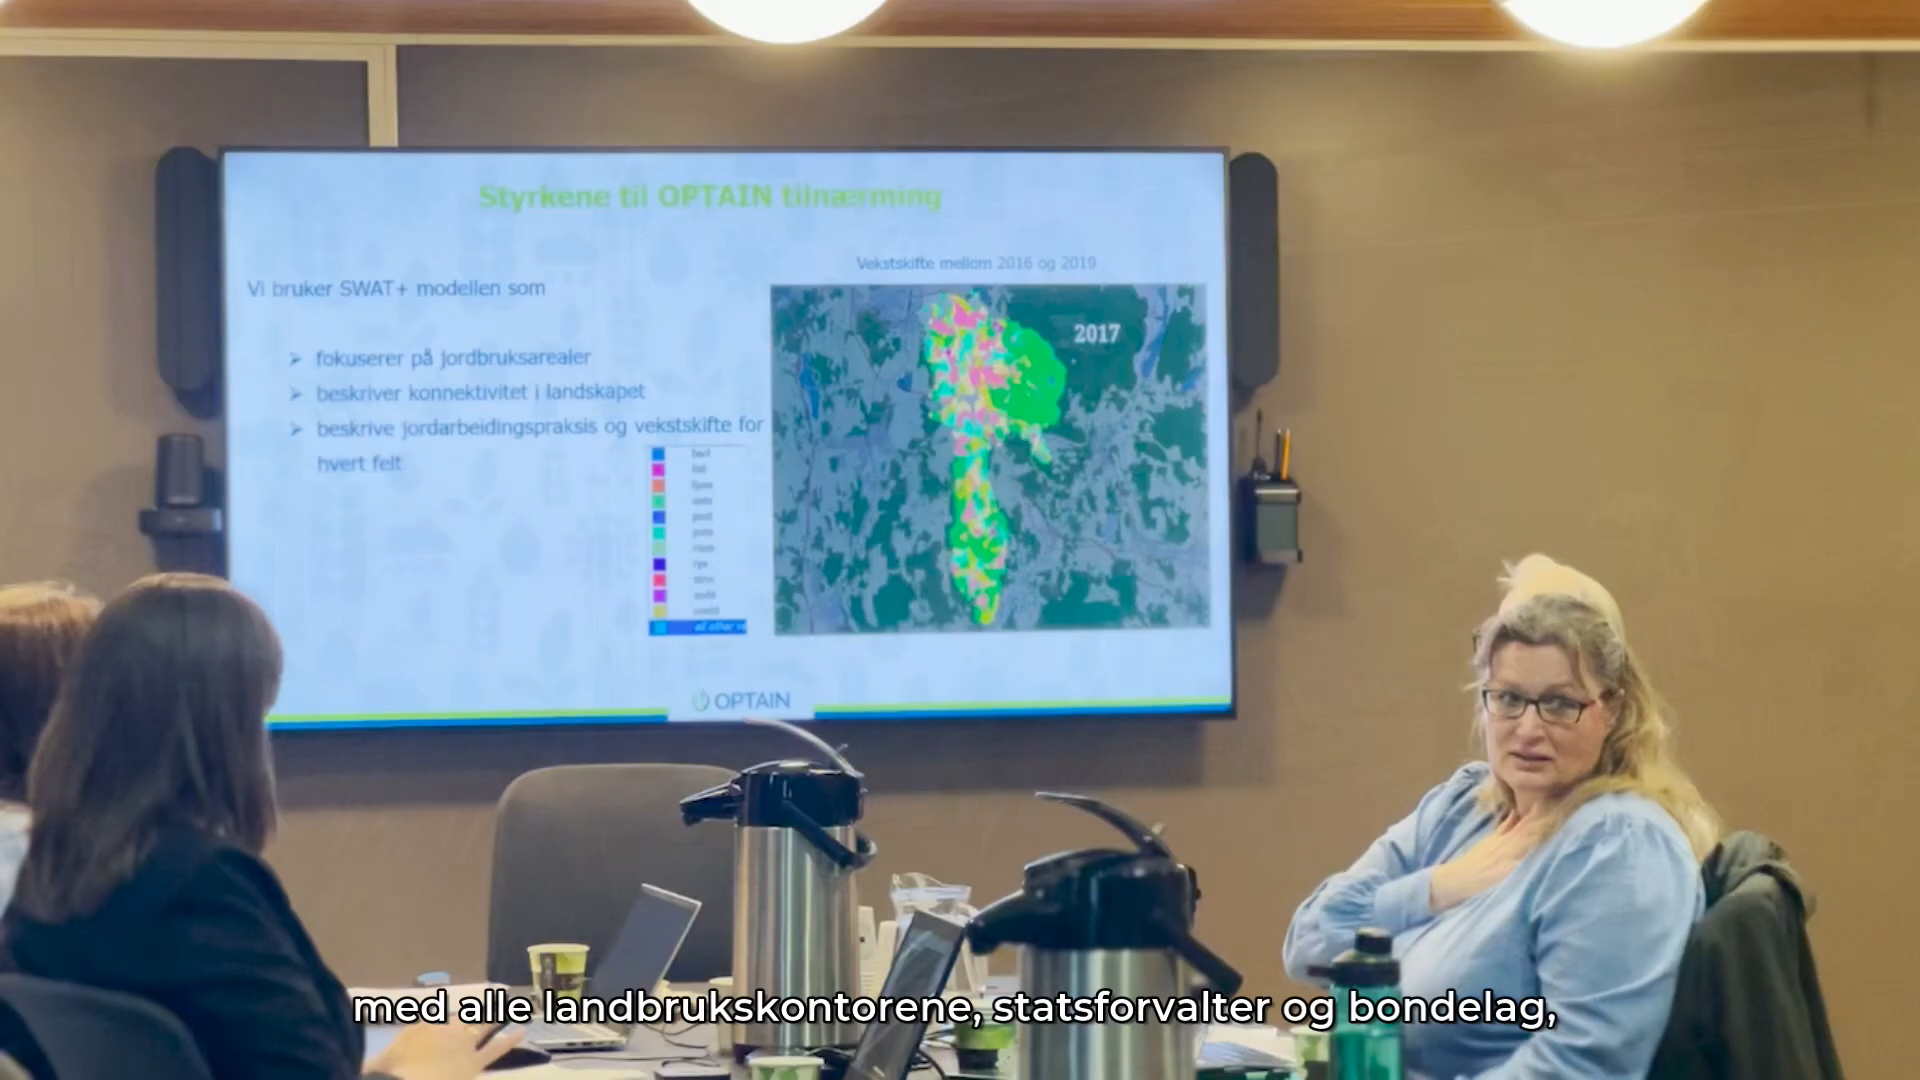 Styrkene til OPTAIN tilnærming
Vekstskifte mellom 2016 og 2019
Vi bruker SWAT+ modellen som
2017
➢ fokuserer på jordbruksarealer
➢ beskriver konnektivitet i landskapet
➢ beskrive jordarbeidingspraksis og vekstskifte for
hvert felt
OPTAIN
med alle landbrukskontorene, statsforvalter og bondelag,